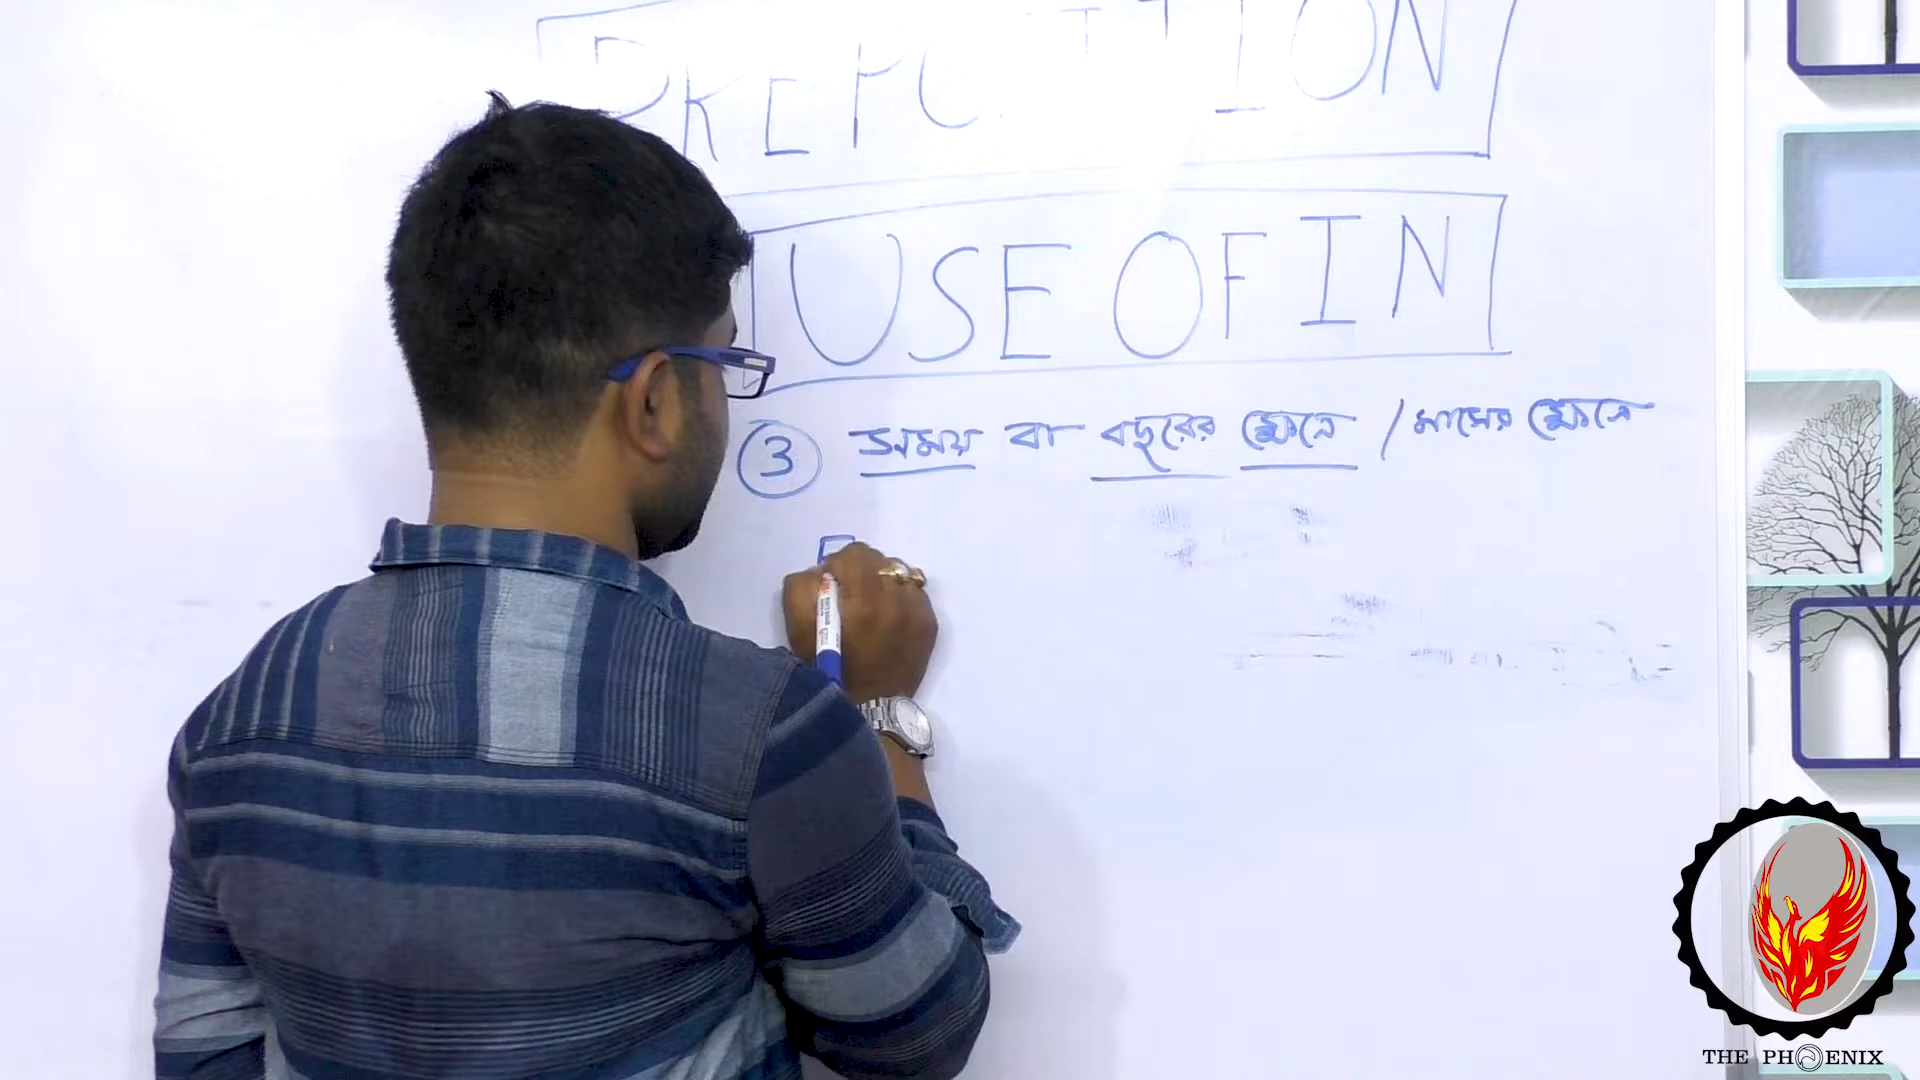 PREPOSITION
USE OF IN
3 সময় বা বছরের ক্ষেত্রে / মাসের ক্ষেত্রে
THE PHOENIX